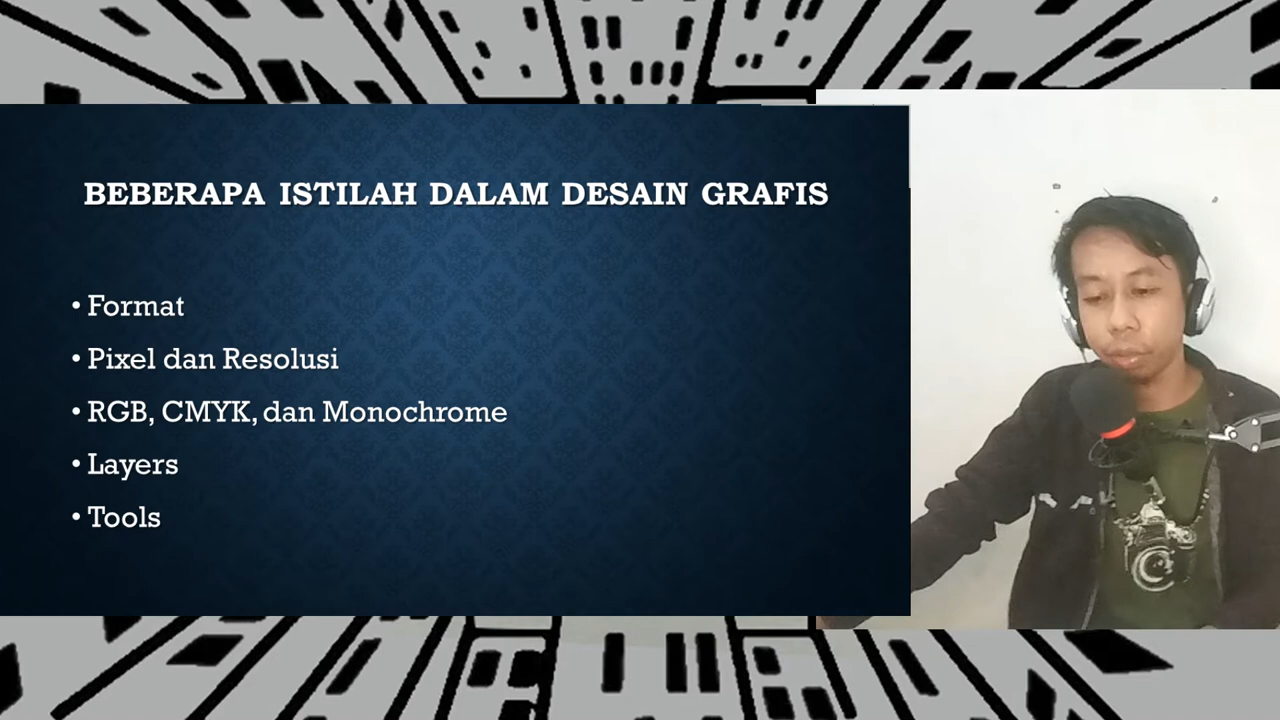 BEBERAPA ISTILAH DALAM DESAIN GRAFIS
• Format
• Pixel dan Resolusi
• RGB, CMYK, dan Monochrome
• Layers
• Tools